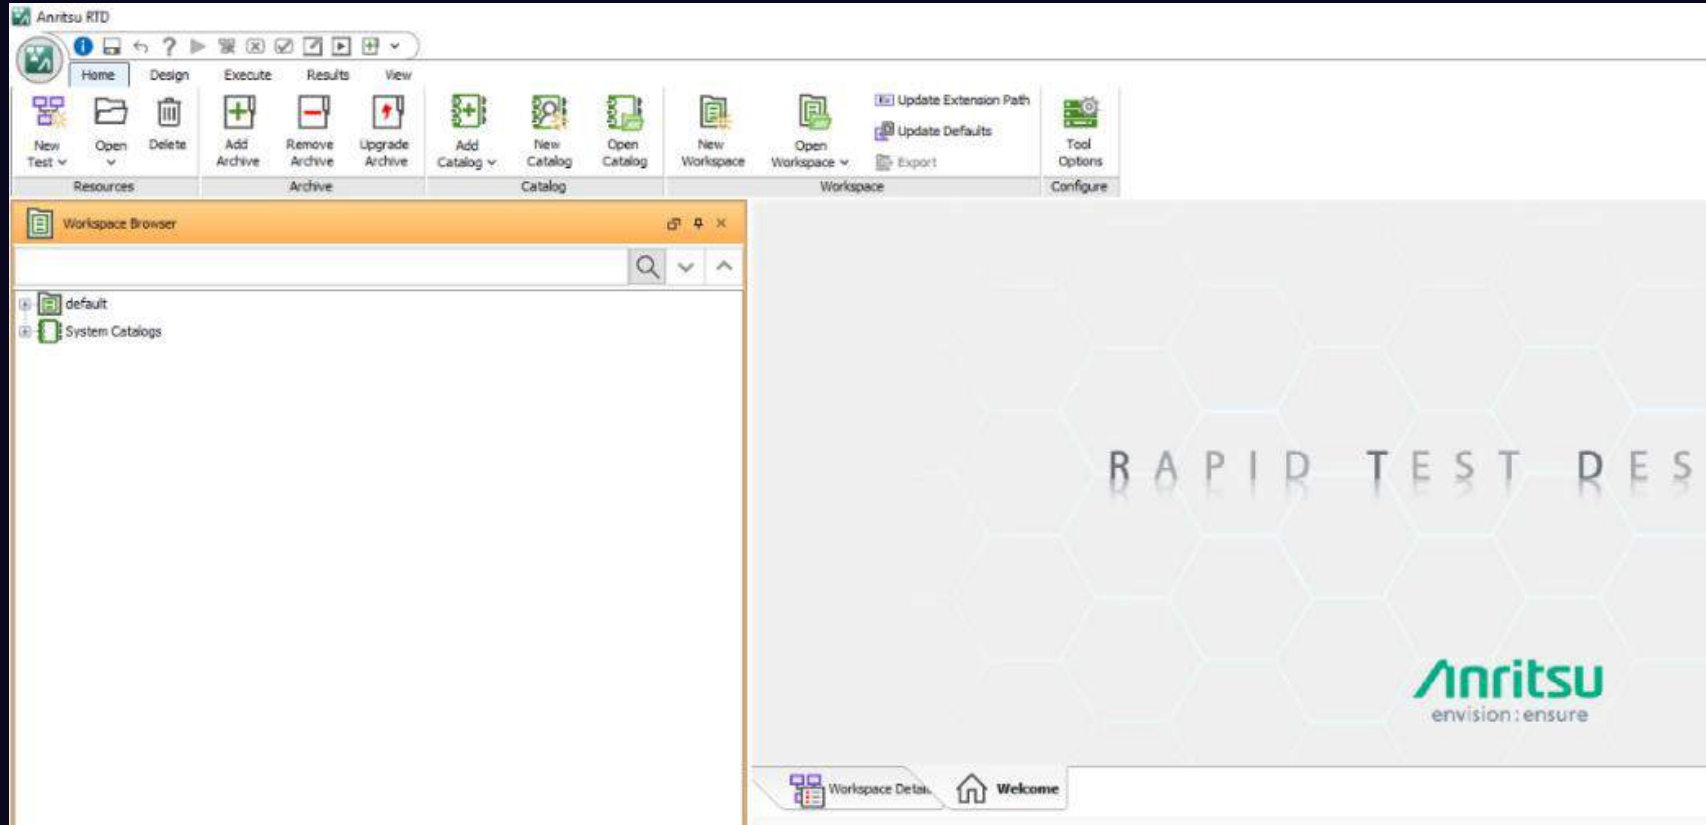 Anritsu RTD
Home Design Execute Results View
New Test
Open
Delete
Add Archive
Remove Archive
Upgrade Archive
Add Catalog
New Catalog
Open Catalog
New Workspace
Open Workspace
Update Extension Path
Update Defaults
Export
Tool Options
Resources Archive Catalog Workspace Configure
Workspace Browser
default
System Catalogs
RAPID TEST DES
Anritsu
envision:ensure
Workspace Detai..
Welcome